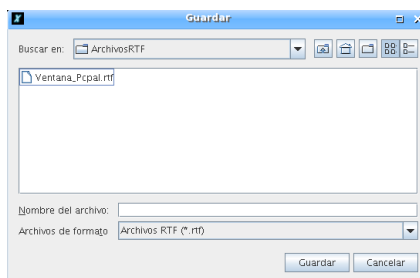 Guardar
Buscar en: ArchivosRTF
Ventana_Pcpal.rtf
Nombre del archivo:
Archivos de formato Archivos RTF (*.rtf)
Guardar Cancelar